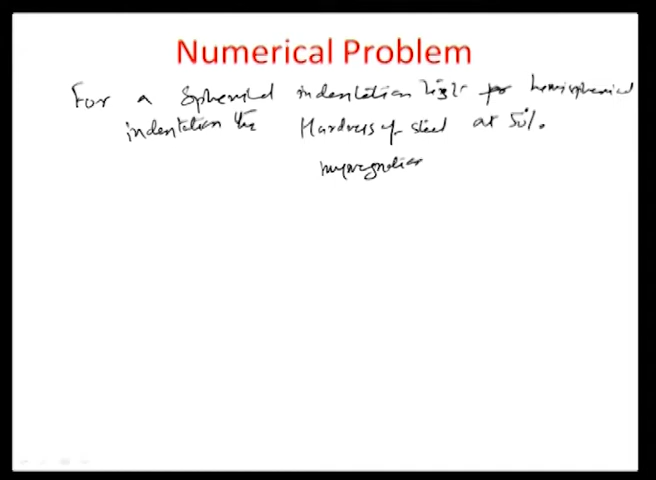 Numerical Problem
For a Spherical indentation for hemispherical
indentation the Hardness of steel at 50%